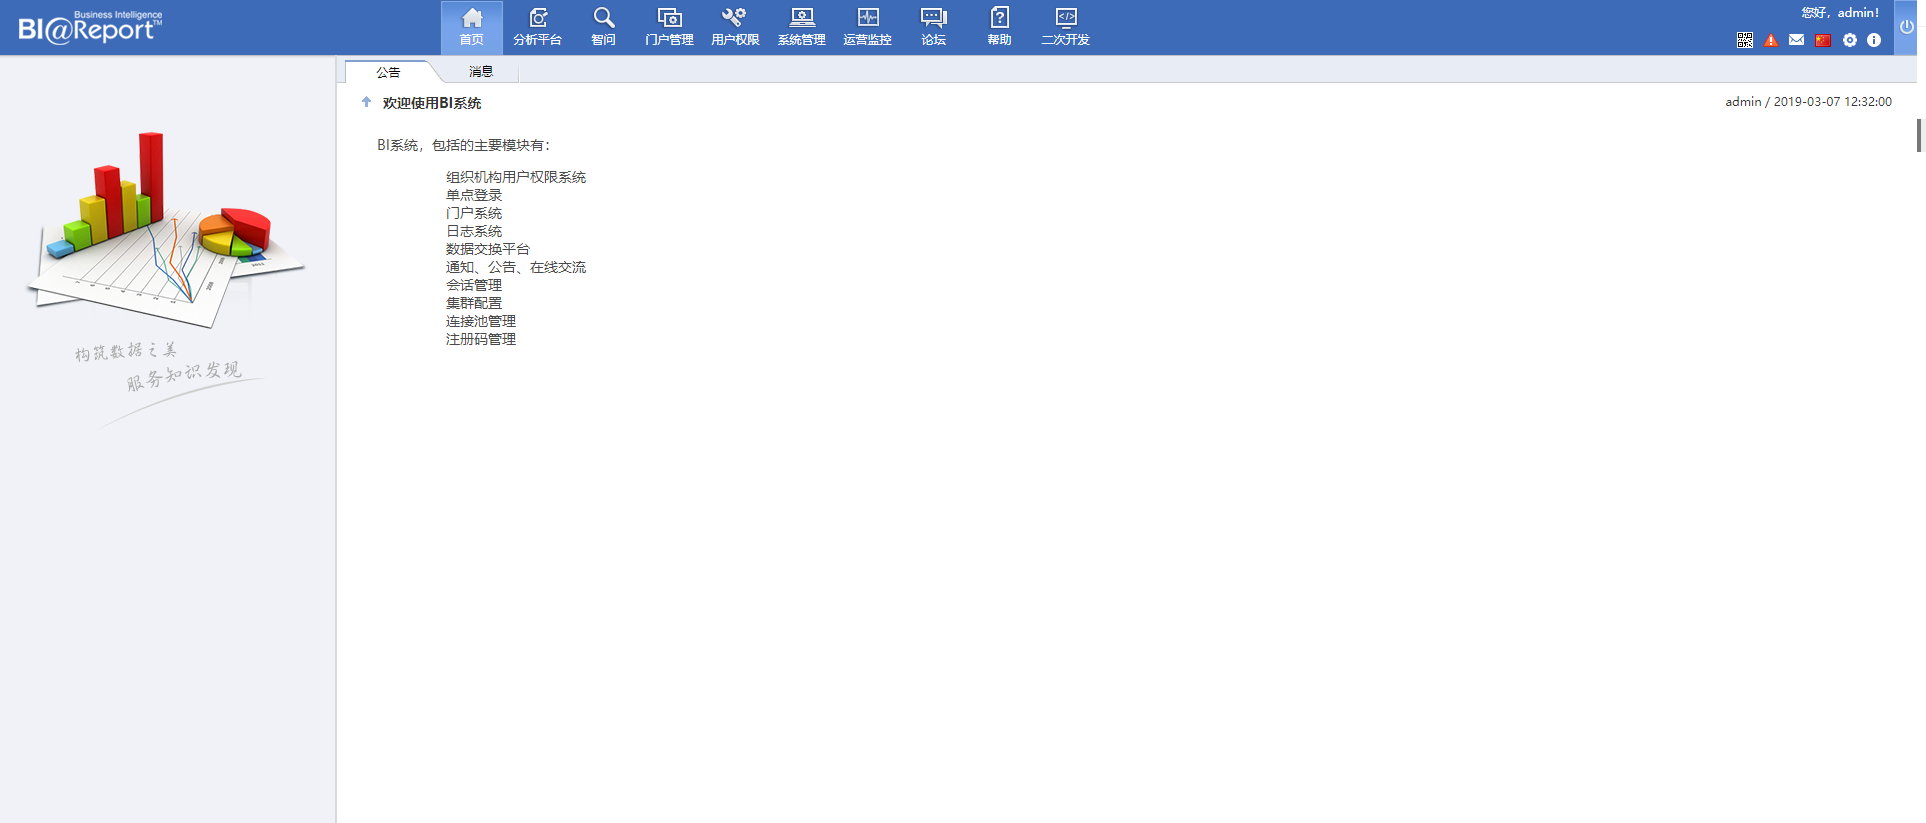 Business Intelligence
BI@Report™
首页 分析平台 智问 门户管理 用户权限 系统管理 运营监控 论坛 帮助 二次开发
您好，admin！
公告 消息
欢迎使用BI系统
admin / 2019-03-07 12:32:00
BI系统，包括的主要模块有：
组织机构用户权限系统
单点登录
门户系统
日志系统
数据交换平台
通知、公告、在线交流
会话管理
集群配置
连接池管理
注册码管理
构筑数据之美
服务知识发现